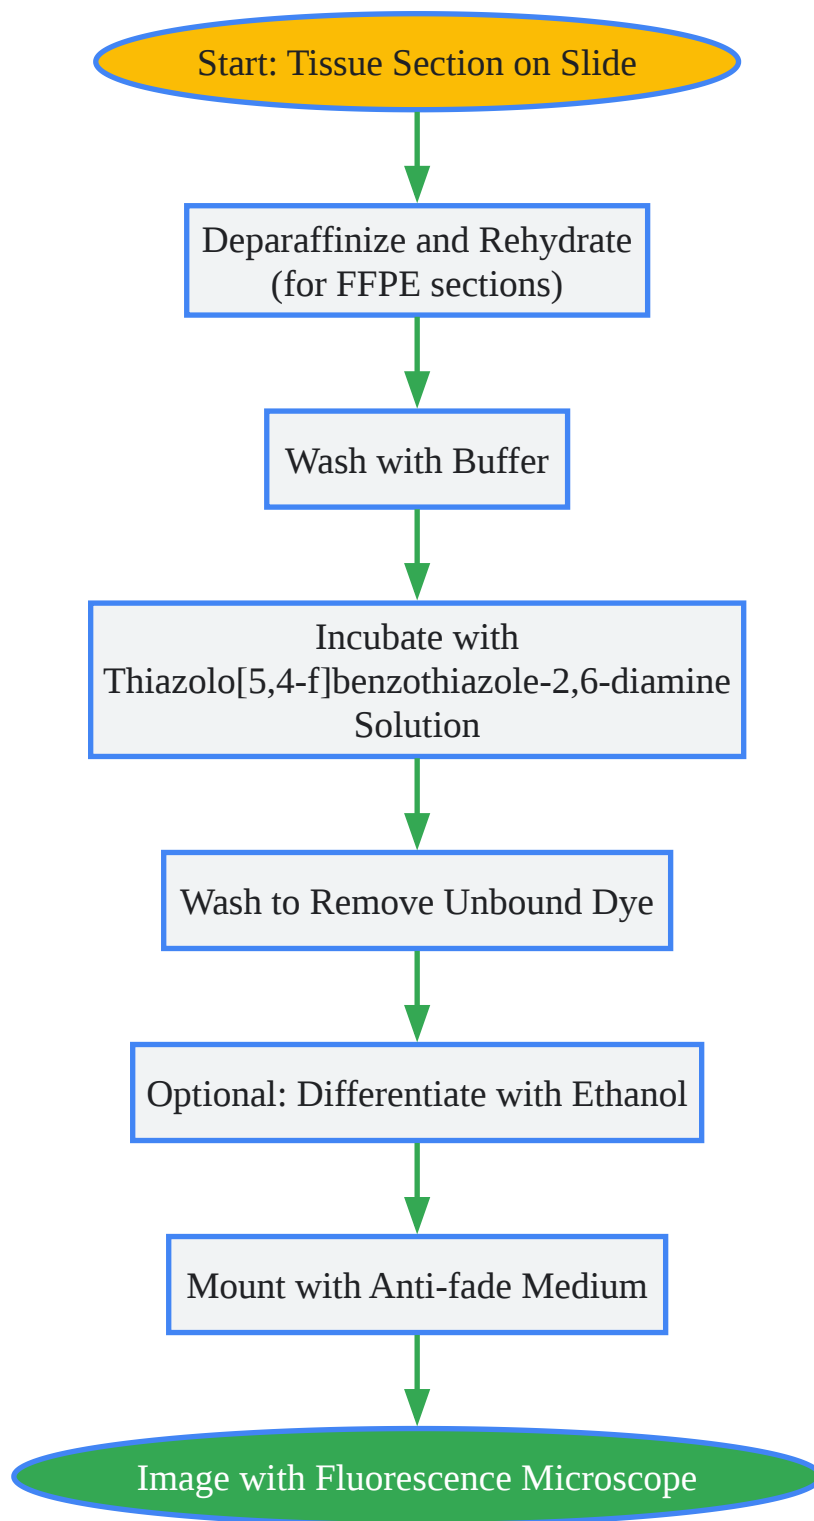 Start: Tissue Section on Slide
Deparaffinize and Rehydrate
(for FFPE sections)
Wash with Buffer
Incubate with
Thiazolo[5,4-f]benzothiazole-2,6-diamine
Solution
Wash to Remove Unbound Dye
Optional: Differentiate with Ethanol
Mount with Anti-fade Medium
Image with Fluorescence Microscope